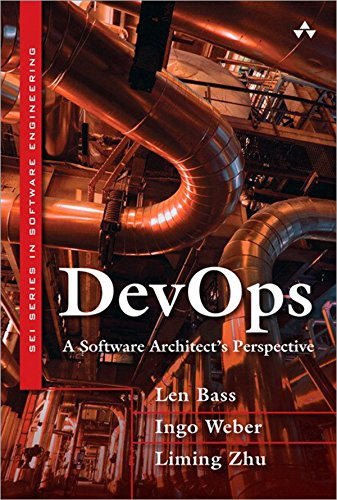 SEI SERIES IN SOFTWARE ENGINEERING
DevOps
A Software Architect's Perspective
Len Bass
Ingo Weber
Liming Zhu